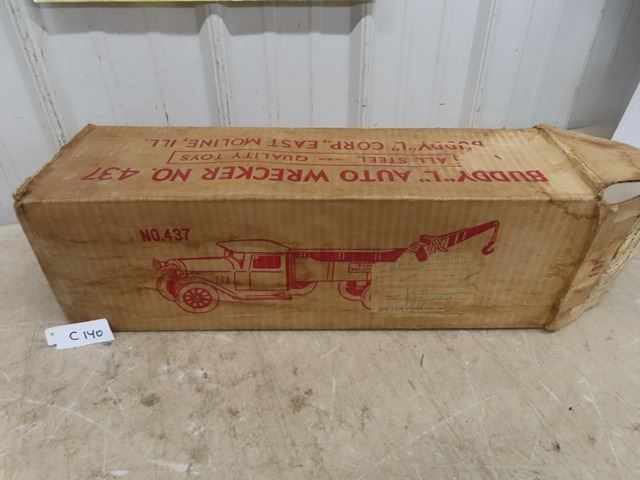 BUDDY "L" AUTO WRECKER NO. 437
ALL STEEL --- QUALITY TOYS
BUDDY "L" CORP., EAST MOLINE, ILL.
NO.437
C 140